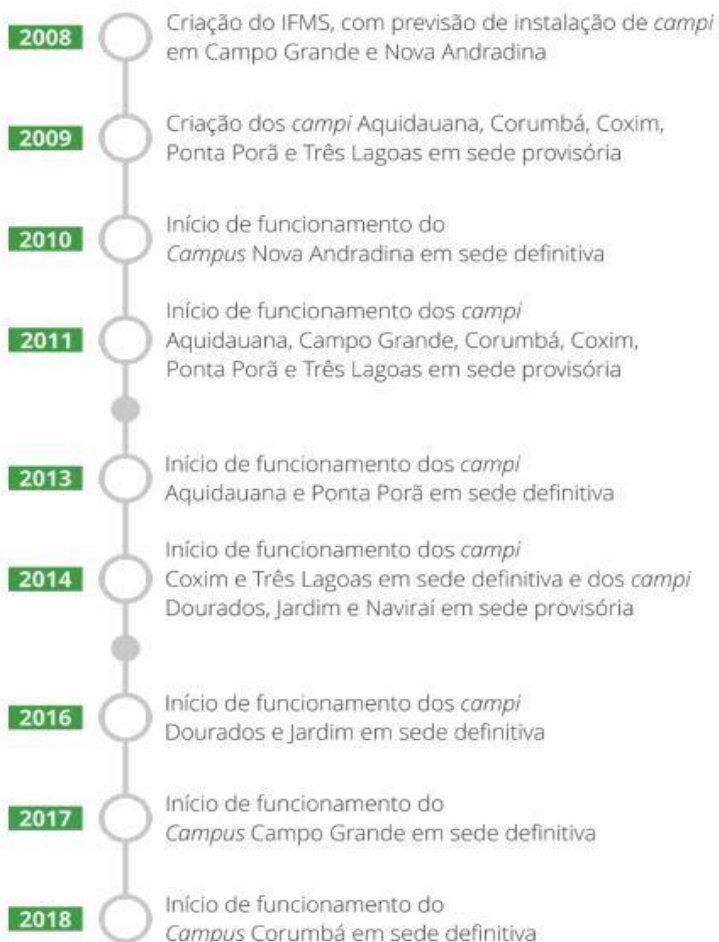 2008
Criação do IFMS, com previsão de instalação de campi
em Campo Grande e Nova Andradina
2009
Criação dos campi Aquidauana, Corumbá, Coxim,
Ponta Porã e Três Lagoas em sede provisória
2010
Início de funcionamento do
Campus Nova Andradina em sede definitiva
2011
Início de funcionamento dos campi
Aquidauana, Campo Grande, Corumbá, Coxim,
Ponta Porã e Três Lagoas em sede provisória
2013
Início de funcionamento dos campi
Aquidauana e Ponta Porã em sede definitiva
2014
Início de funcionamento dos campi
Coxim e Três Lagoas em sede definitiva e dos campi
Dourados, Jardim e Naviraí em sede provisória
2016
Início de funcionamento dos campi
Dourados e Jardim em sede definitiva
2017
Início de funcionamento do
Campus Campo Grande em sede definitiva
2018
Início de funcionamento do
Campus Corumbá em sede definitiva